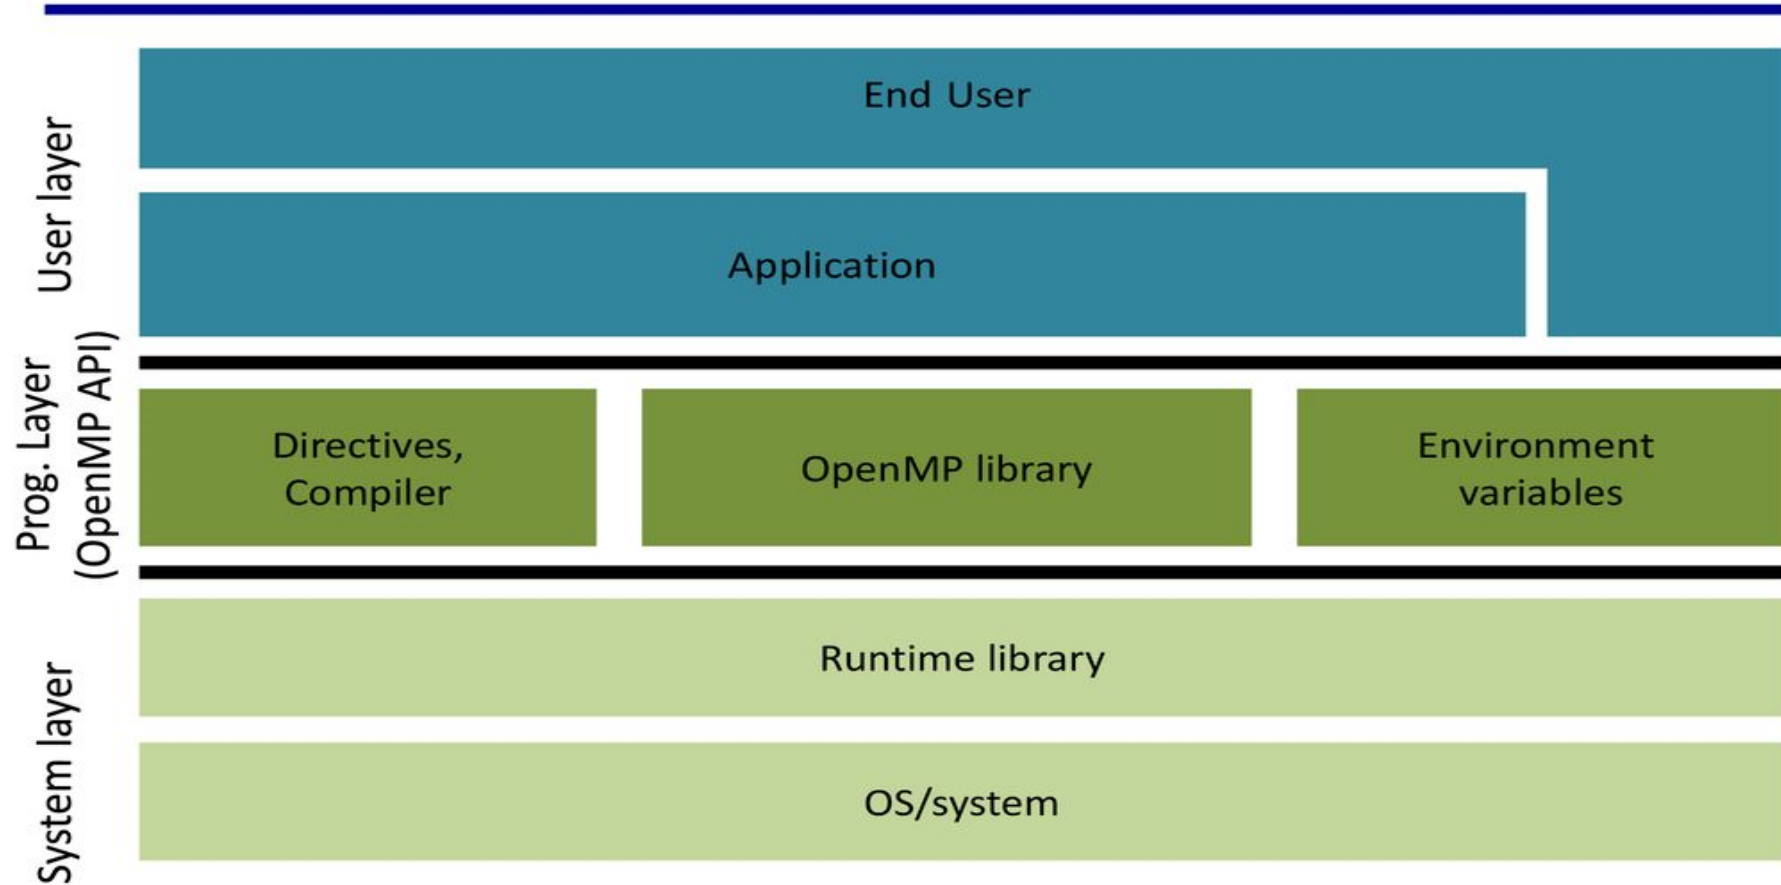 End User
User layer
Application
Prog. Layer
(OpenMP API)
Directives,
Compiler
OpenMP library
Environment
variables
System layer
Runtime library
OS/system